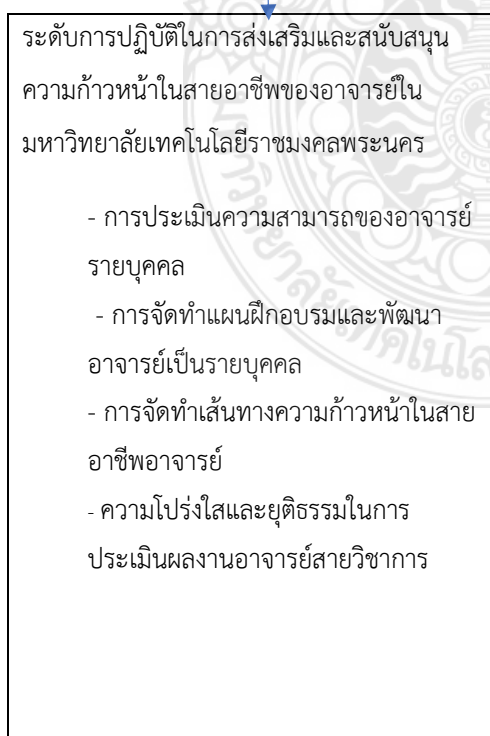 ระดับการปฏิบัติในการส่งเสริมและสนับสนุน
ความก้าวหน้าในสายอาชีพของอาจารย์ใน
มหาวิทยาลัยเทคโนโลยีราชมงคลพระนคร
- การประเมินความสามารถของอาจารย์
รายบุคคล
- การจัดทำแผนฝึกอบรมและพัฒนา
อาจารย์เป็นรายบุคคล
- การจัดทำเส้นทางความก้าวหน้าในสาย
อาชีพอาจารย์
- ความโปร่งใสและยุติธรรมในการ
ประเมินผลงานอาจารย์สายวิชาการ